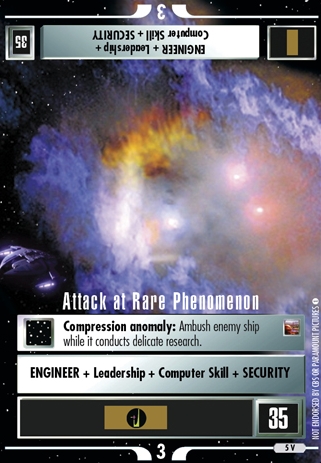 3
ENGINEER + Leadership +
Computer Skill + SECURITY
35
Attack at Rare Phenomenon
Compression anomaly: Ambush enemy ship
while it conducts delicate research.
ENGINEER + Leadership + Computer Skill + SECURITY
35
3
5 V
NOT ENDORSED BY CBS OR PARAMOUNT PICTURES